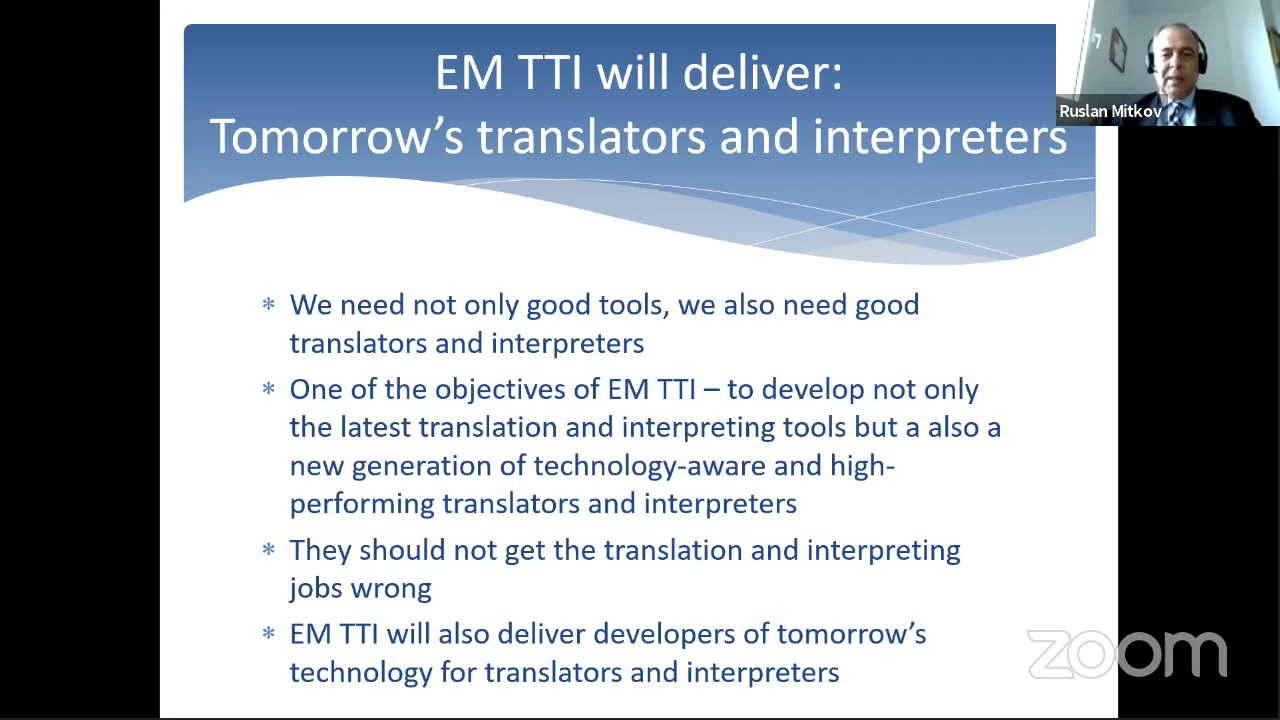 EM TTI will deliver:
Tomorrow's translators and interpreters
Ruslan Mitkov
* We need not only good tools, we also need good
translators and interpreters
* One of the objectives of EM TTI – to develop not only
the latest translation and interpreting tools but a also a
new generation of technology-aware and high-
performing translators and interpreters
* They should not get the translation and interpreting
jobs wrong
* EM TTI will also deliver developers of tomorrow's
technology for translators and interpreters
zoom